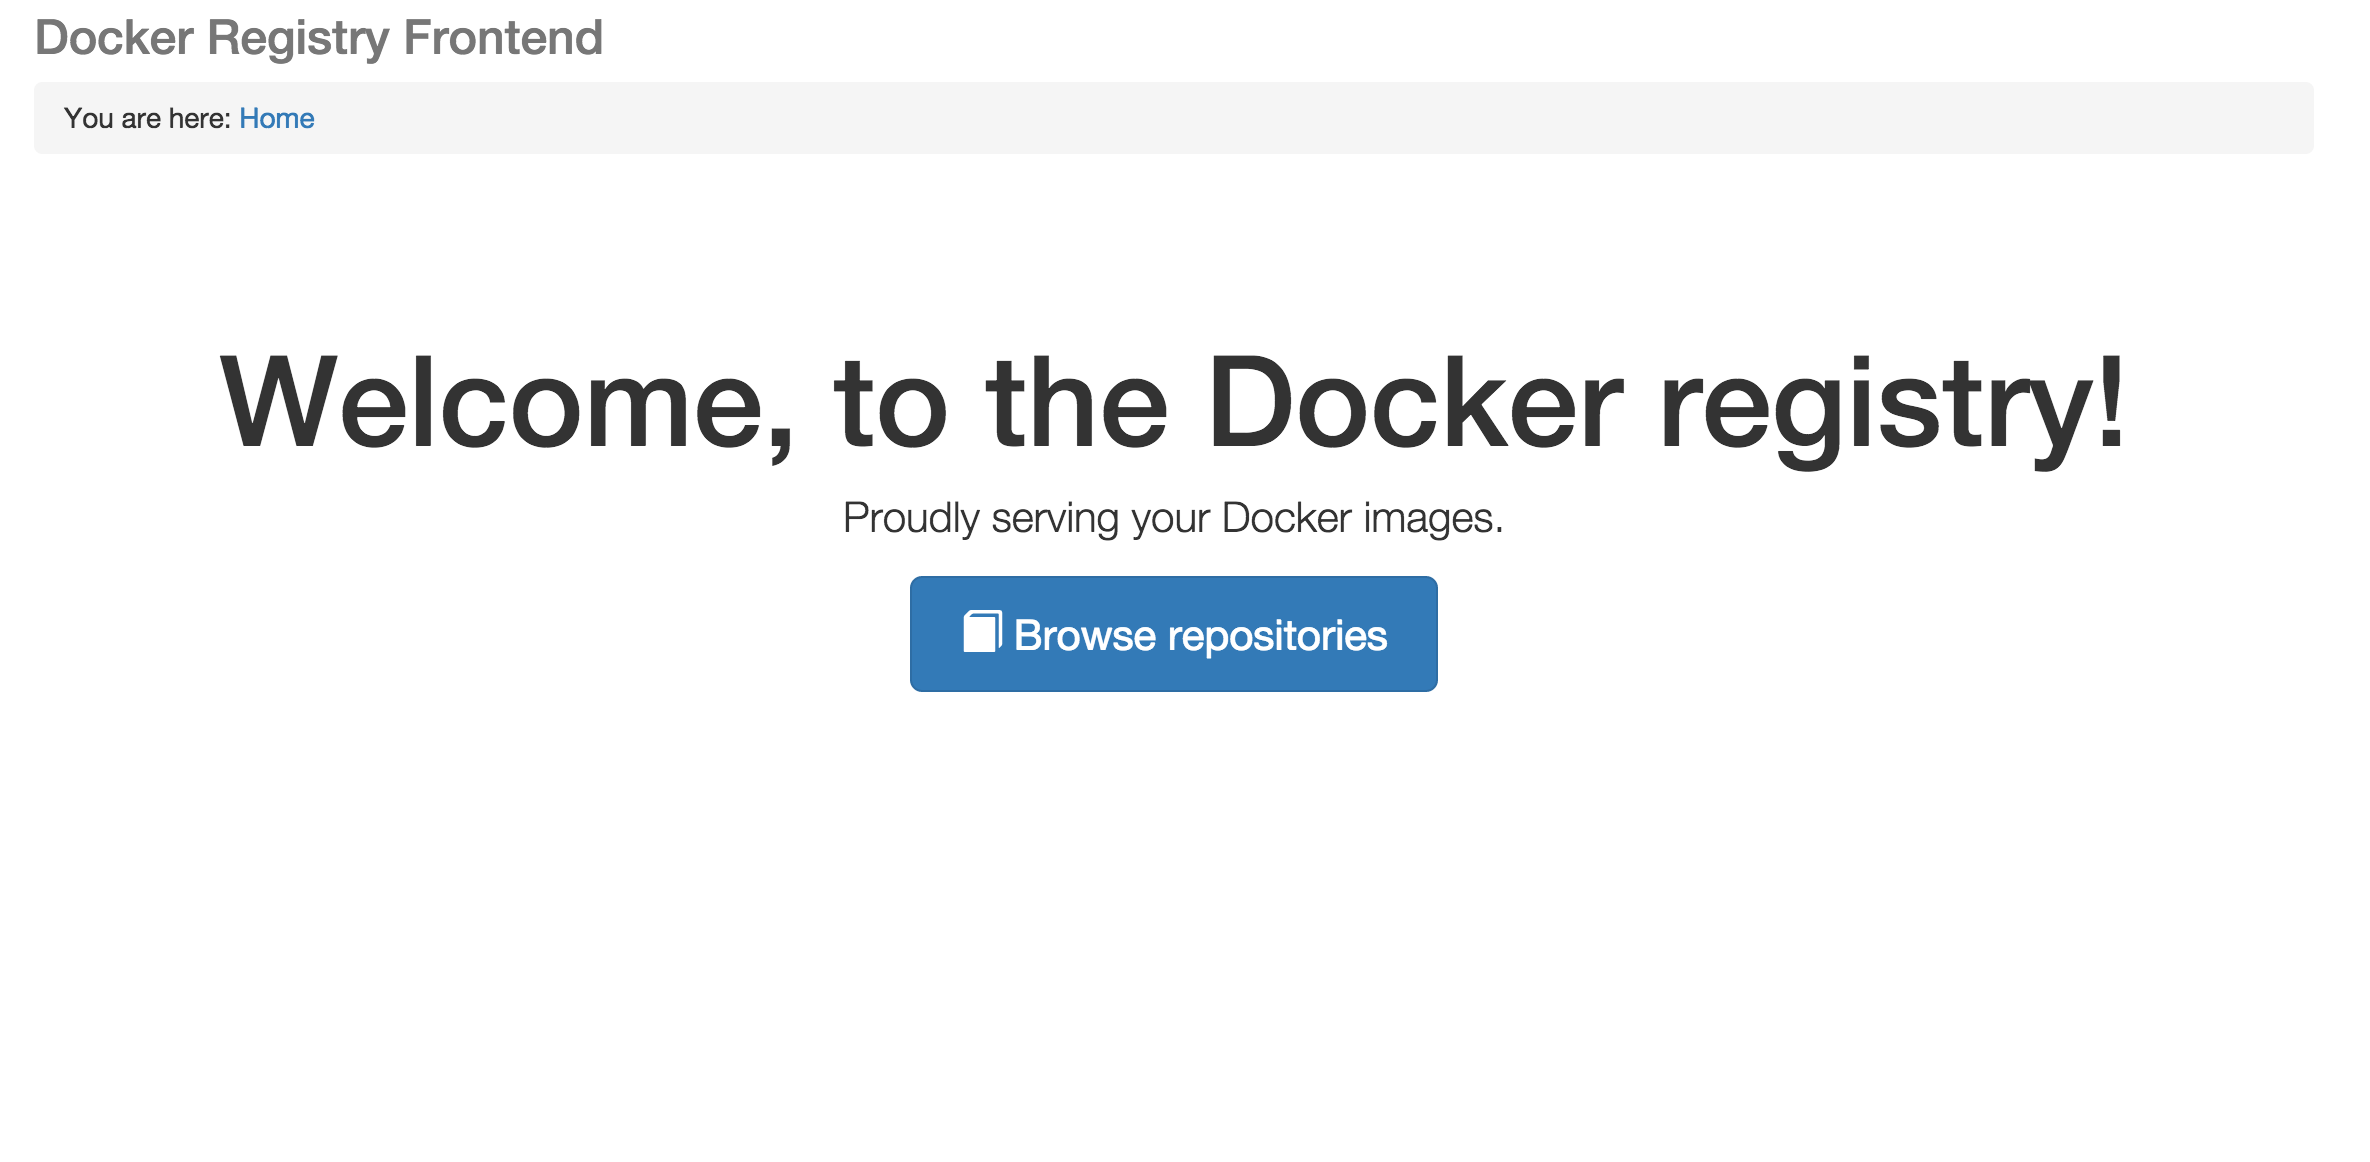 Docker Registry Frontend
You are here: Home
Welcome, to the Docker registry!
Proudly serving your Docker images.
Browse repositories